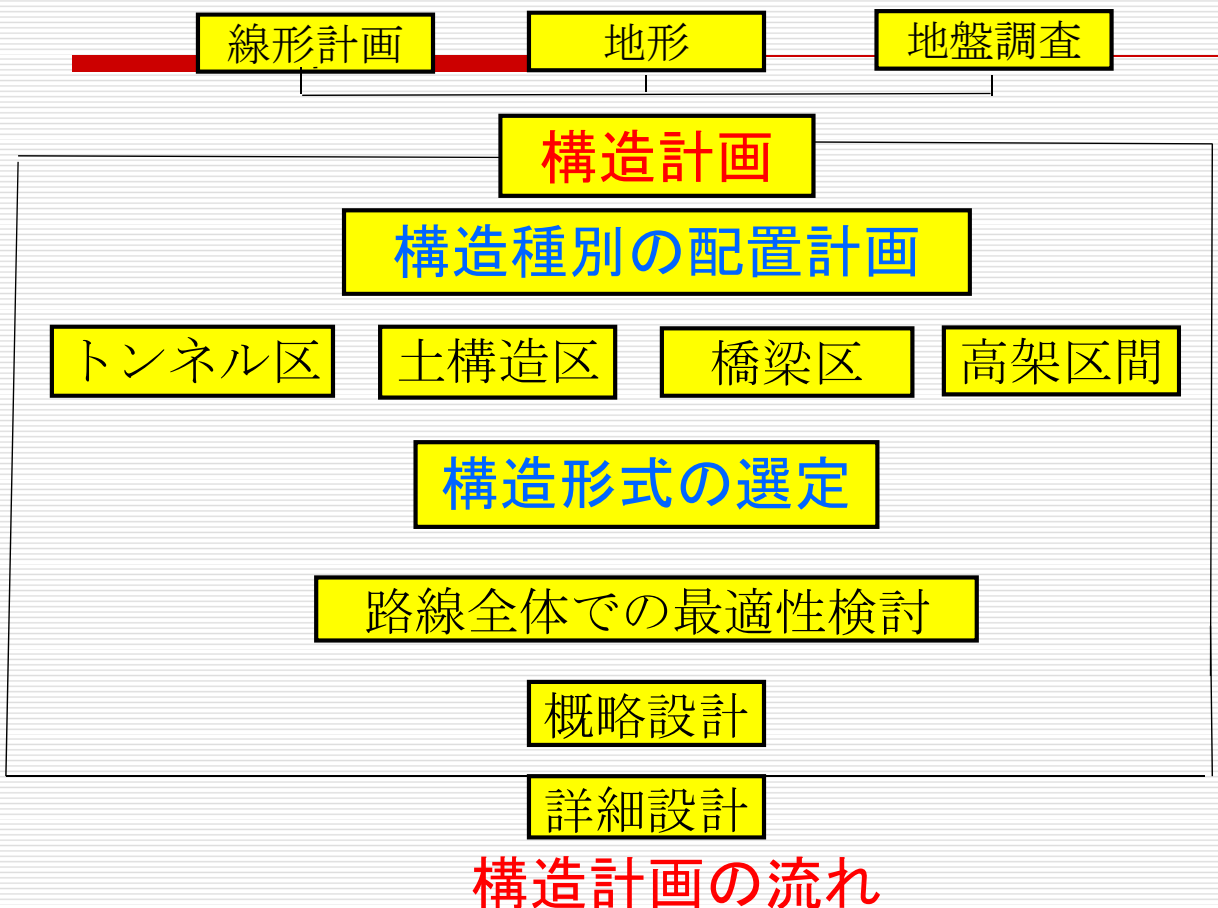 線形計画
地形
地盤調査
構造計画
構造種別の配置計画
トンネル区
土構造区
橋梁区
高架区間
構造形式の選定
路線全体での最適性検討
概略設計
詳細設計
構造計画の流れ